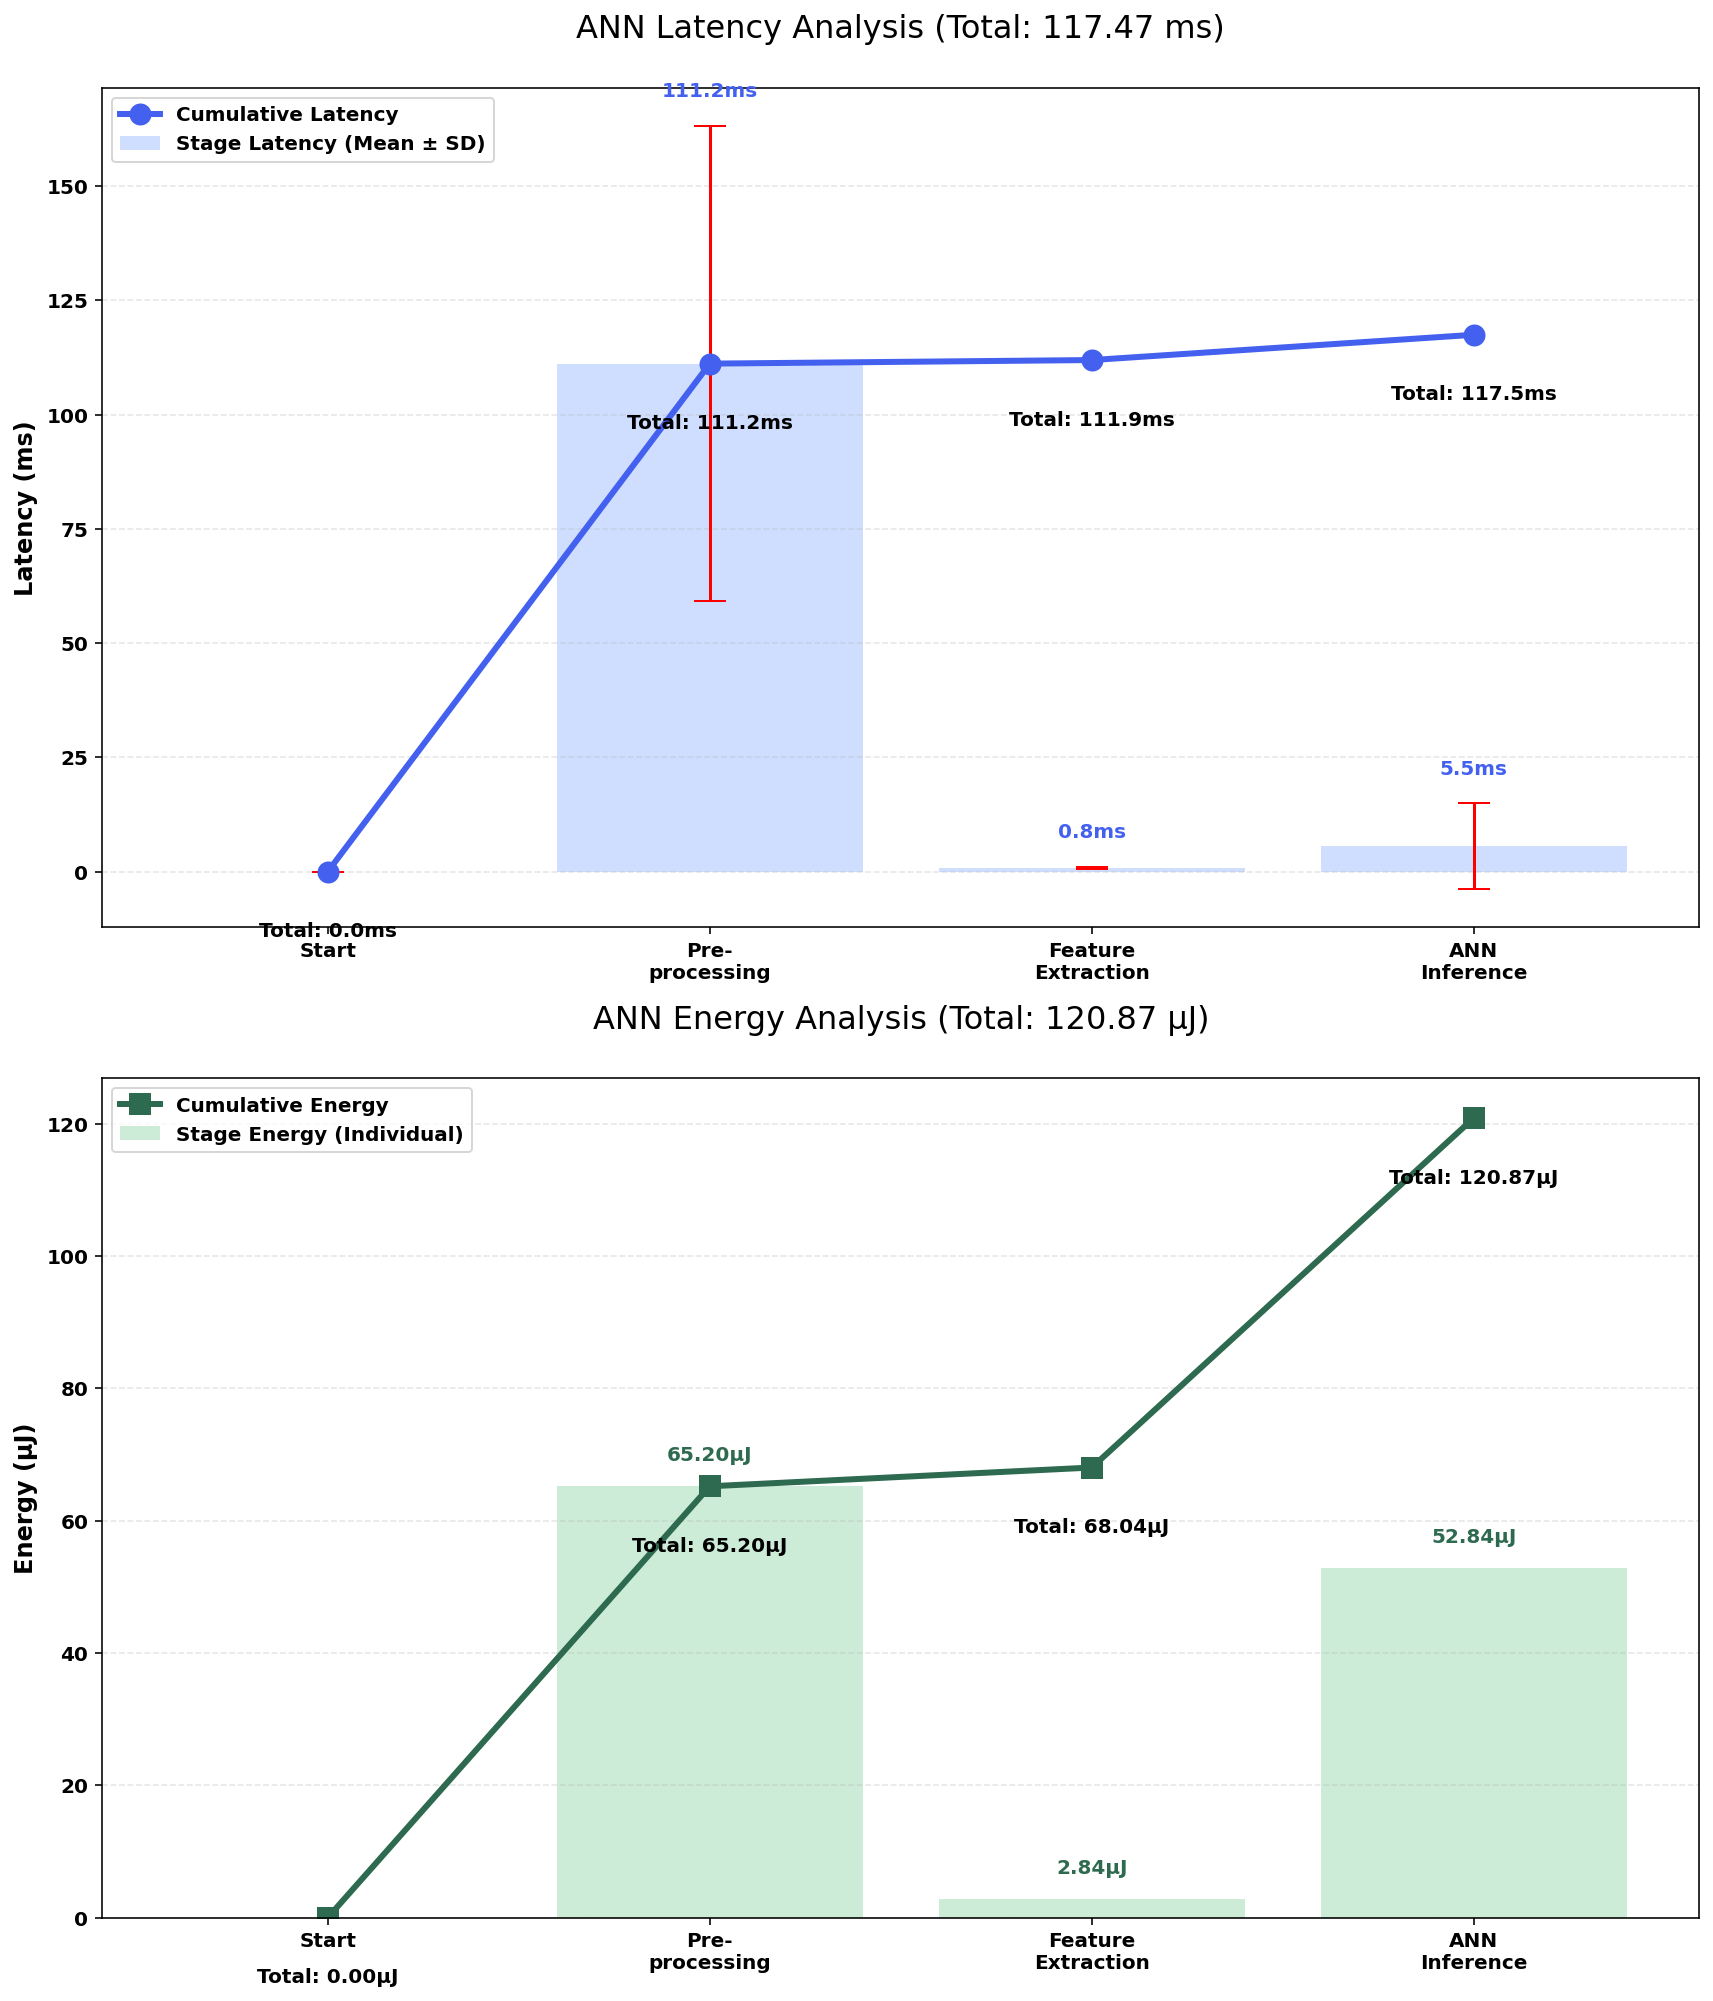 ANN Latency Analysis (Total: 117.47 ms)
111.2ms
Cumulative Latency
Stage Latency (Mean ± SD)
150
125
100
75
50
25
0
Latency (ms)
Total: 111.2ms
Total: 111.9ms
Total: 117.5ms
0.8ms
5.5ms
Total: 0.0ms
Start
Pre-
processing
Feature
Extraction
ANN
Inference
ANN Energy Analysis (Total: 120.87 µJ)
Cumulative Energy
Stage Energy (Individual)
120
100
80
60
40
20
0
Energy (µJ)
65.20µJ
Total: 65.20µJ
Total: 68.04µJ
Total: 120.87µJ
52.84µJ
2.84µJ
Start
Pre-
processing
Feature
Extraction
ANN
Inference
Total: 0.00µJ